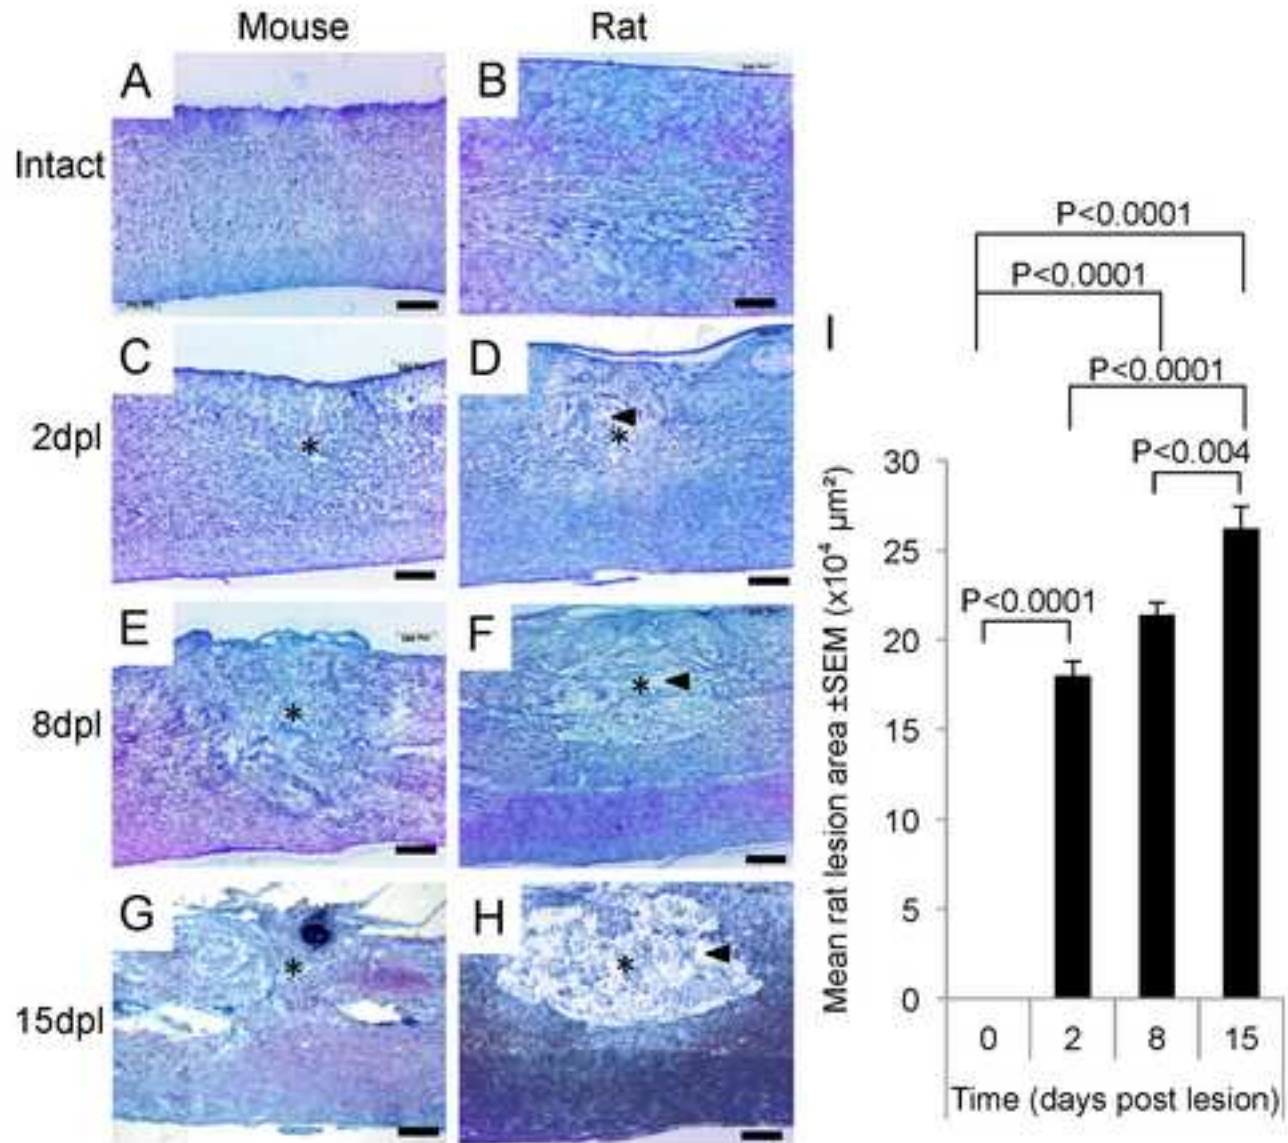 Mouse Rat
A B
Intact
C D
2dpl
* *
E F
8dpl
* *
G H
15dpl
* *
I
P<0.0001
P<0.0001
P<0.0001
P<0.004
P<0.0001
Mean rat lesion area ±SEM (x10⁴ µm²)
30
25
20
15
10
5
0
0 2 8 15
Time (days post lesion)